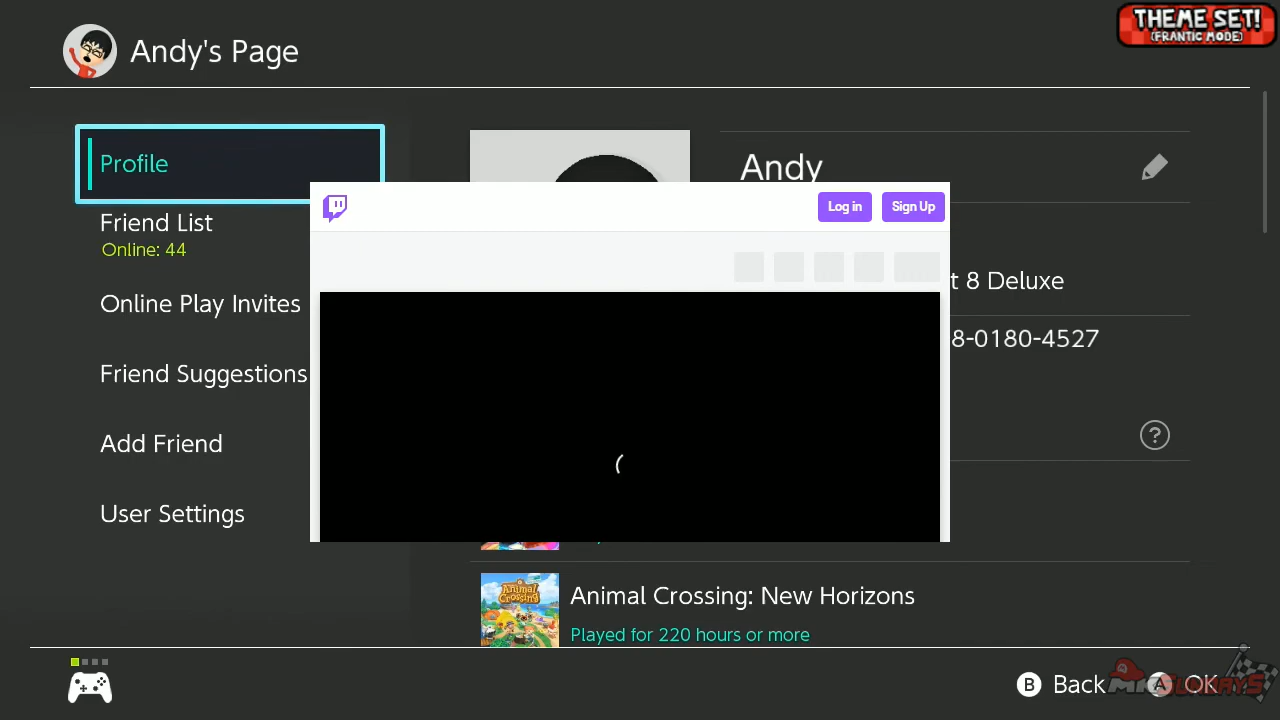 Andy's Page
THEME SET!
(FRANTIC MODE)
Profile
Friend List
Online: 44
Online Play Invites
Friend Suggestions
Add Friend
User Settings
Andy
Log in
Sign Up
t 8 Deluxe
8-0180-4527
?
Animal Crossing
Animal Crossing: New Horizons
Played for 220 hours or more
B Back
A OK